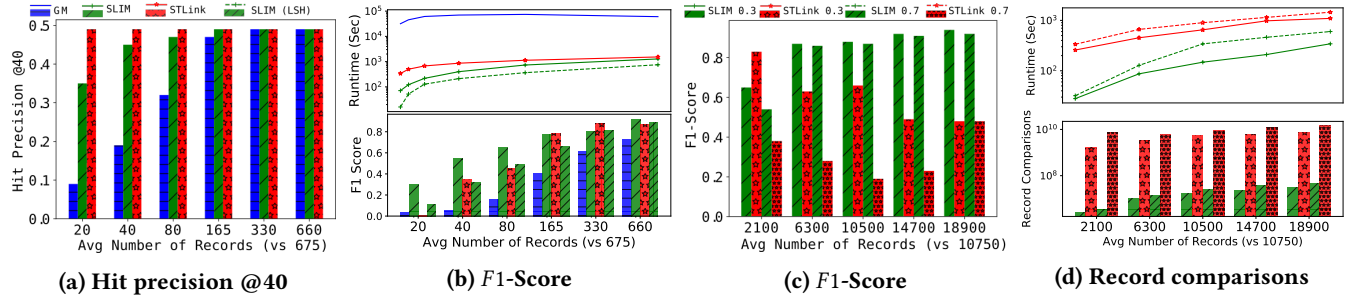 GM SLIM STLink SLIM (LSH)
Hit Precision @40
0.5
0.4
0.3
0.2
0.1
0.0
20 40 80 165 330 660
Avg Number of Records (vs 675)
(a) Hit precision @40
Runtime (Sec)
10^5
10^4
10^3
10^2
F1 Score
0.8
0.6
0.4
0.2
0.0
20 40 80 165 330 660
Avg Number of Records (vs 675)
(b) F1-Score
SLIM 0.3 STLink 0.3 SLIM 0.7 STLink 0.7
F1-Score
0.8
0.6
0.4
0.2
0.0
2100 6300 10500 14700 18900
Avg Number of Records (vs 10750)
(c) F1-Score
Runtime (Sec)
10^3
10^2
Record Comparisons
10^10
10^8
2100 6300 10500 14700 18900
Avg Number of Records (vs 10750)
(d) Record comparisons